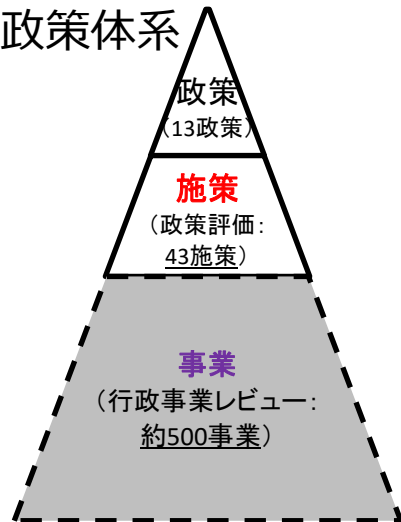 政策体系
政策
（13政策）
施策
（政策評価：
43施策）
事業
（行政事業レビュー：
約500事業）